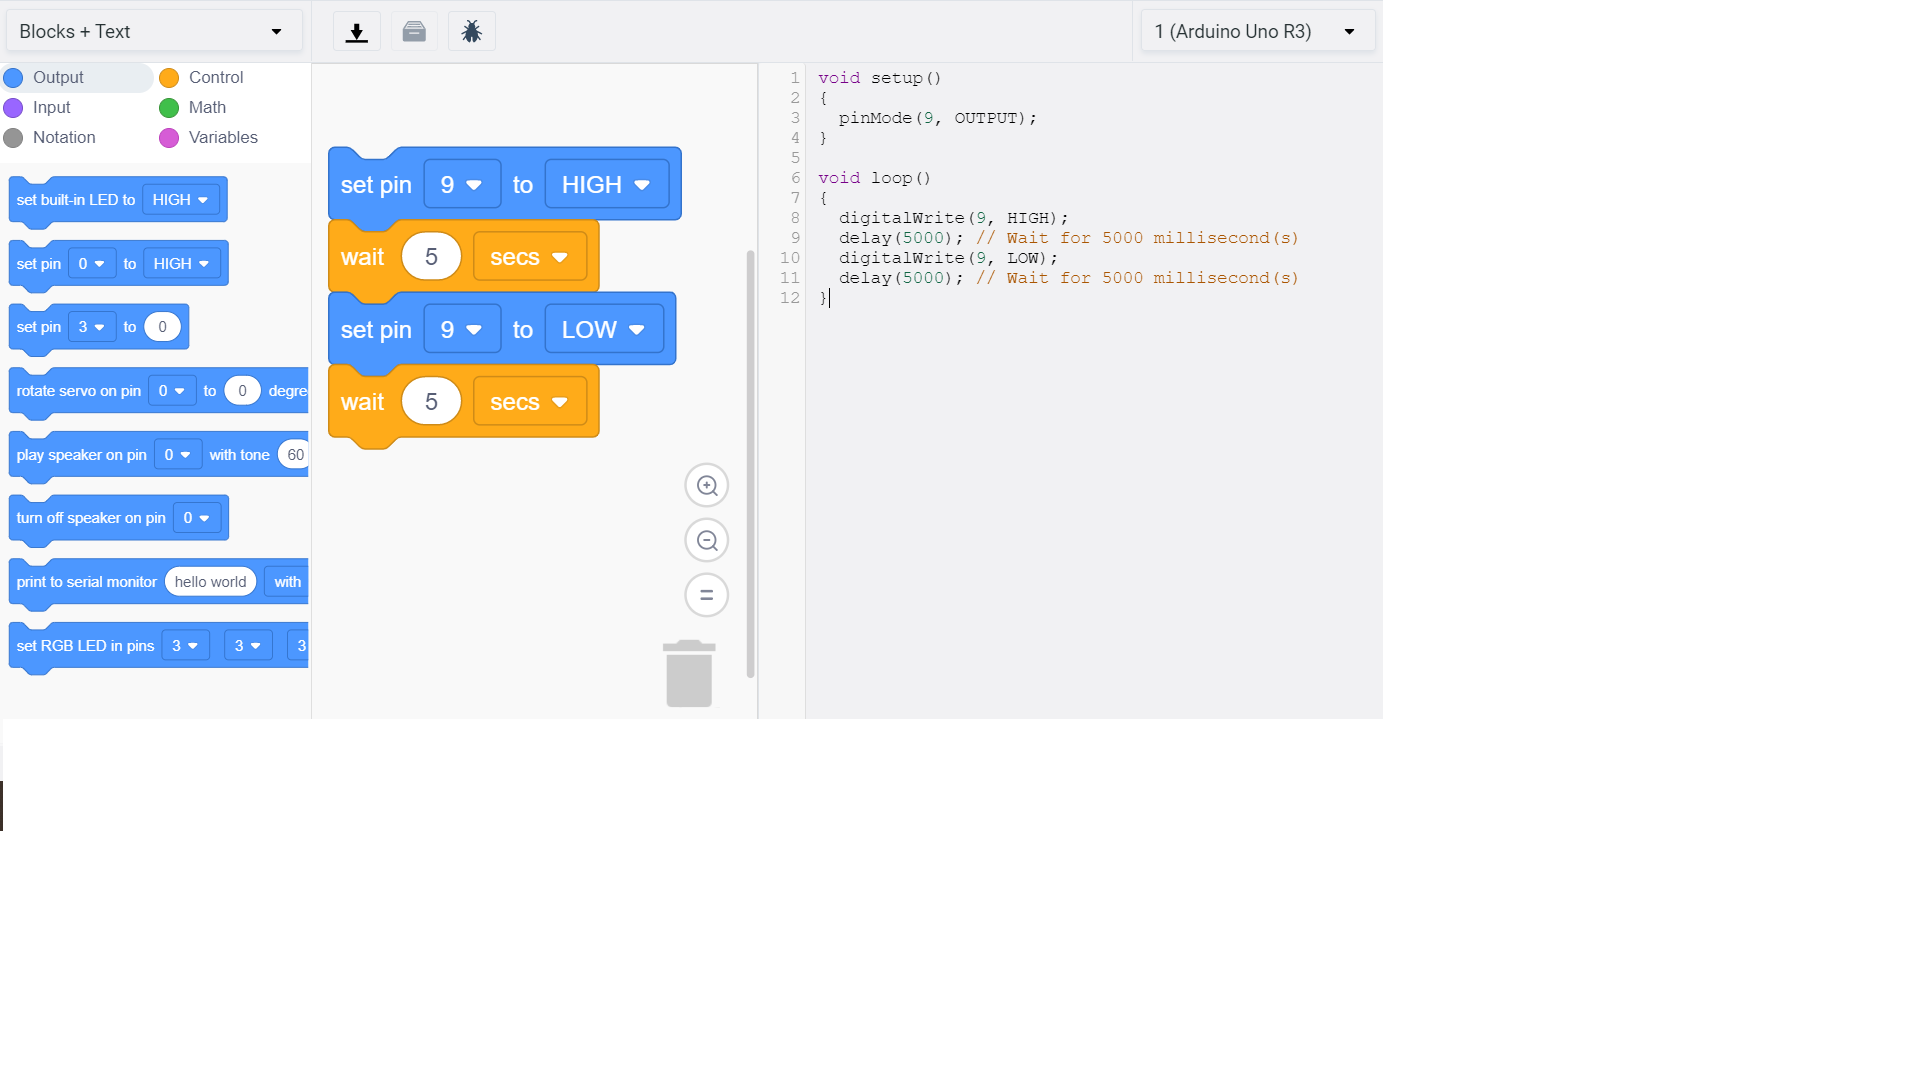 Blocks + Text
1 (Arduino Uno R3)
Output
Control
Input
Math
Notation
Variables
set built-in LED to HIGH
set pin 0 to HIGH
set pin 3 to 0
rotate servo on pin 0 to 0 degre
play speaker on pin 0 with tone 60
turn off speaker on pin 0
print to serial monitor hello world with
set RGB LED in pins 3 3 3
set pin 9 to HIGH
wait 5 secs
set pin 9 to LOW
wait 5 secs
1 void setup()
2 {
3 pinMode(9, OUTPUT);
4 }
5
6 void loop()
7 {
8 digitalWrite(9, HIGH);
9 delay(5000); // Wait for 5000 millisecond(s)
10 digitalWrite(9, LOW);
11 delay(5000); // Wait for 5000 millisecond(s)
12 }